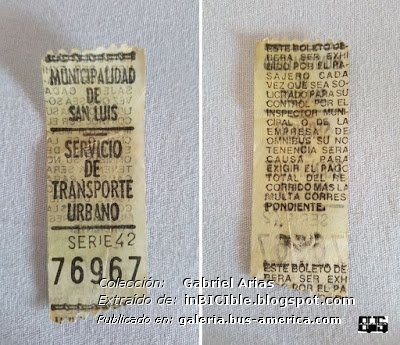 MUNICIPALIDAD
DE
SAN LUIS
SERVICIO
DE
TRANSPORTE
URBANO
SERIE 42
76967
ESTE BOLETO DE-
BERA SER EXHI
BIDO POR EL PA
SAJERO CADA
VEZ QUE SEA SO-
LICITADO PARA SU
CONTROL POR EL
INSPECTOR MUNI
CIPAL O DE LA
EMPRESA DE
OMNIBUS SU NO
TENENCIA SERA
CAUSA PARA
EXIGIR EL PAGO
TOTAL DEL RE
CORRIDO MAS LA
MULTA CORRES
PONDIENTE.
ESTE BOLETO DE-
BERA SER EXHI
POR EL PA
Colección: Gabriel Arias
Extraído de: inBICIble.blogspot.com
Publicado en: galeria.bus-america.com
BUS